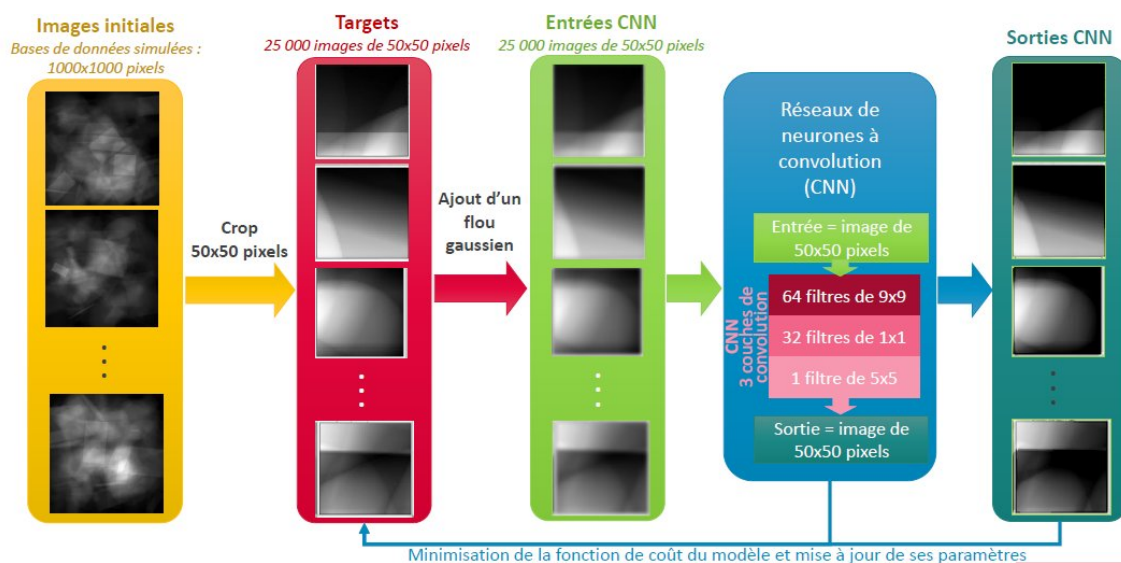 Images initiales
Bases de données simulées :
1000x1000 pixels
Targets
25 000 images de 50x50 pixels
Entrées CNN
25 000 images de 50x50 pixels
Sorties CNN
Crop
50x50 pixels
Ajout d'un
flou
gaussien
Réseaux de
neurones à
convolution
(CNN)
Entrée = image de
50x50 pixels
CNN
3 couches de
convolution
64 filtres de 9x9
32 filtres de 1x1
1 filtre de 5x5
Sortie = image de
50x50 pixels
Minimisation de la fonction de coût du modèle et mise à jour de ses paramètres